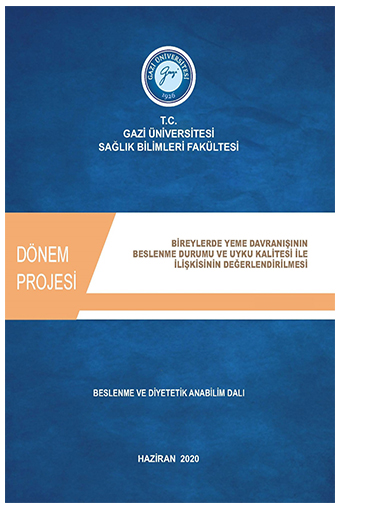 GAZİ ÜNİVERSİTESİ
Gazi
1926
T.C.
GAZİ ÜNİVERSİTESİ
SAĞLIK BİLİMLERİ FAKÜLTESİ
DÖNEM
PROJESİ
BİREYLERDE YEME DAVRANIŞININ
BESLENME DURUMU VE UYKU KALİTESİ İLE
İLİŞKİSİNİN DEĞERLENDİRİLMESİ
BESLENME VE DİYETETİK ANABİLİM DALI
HAZİRAN 2020